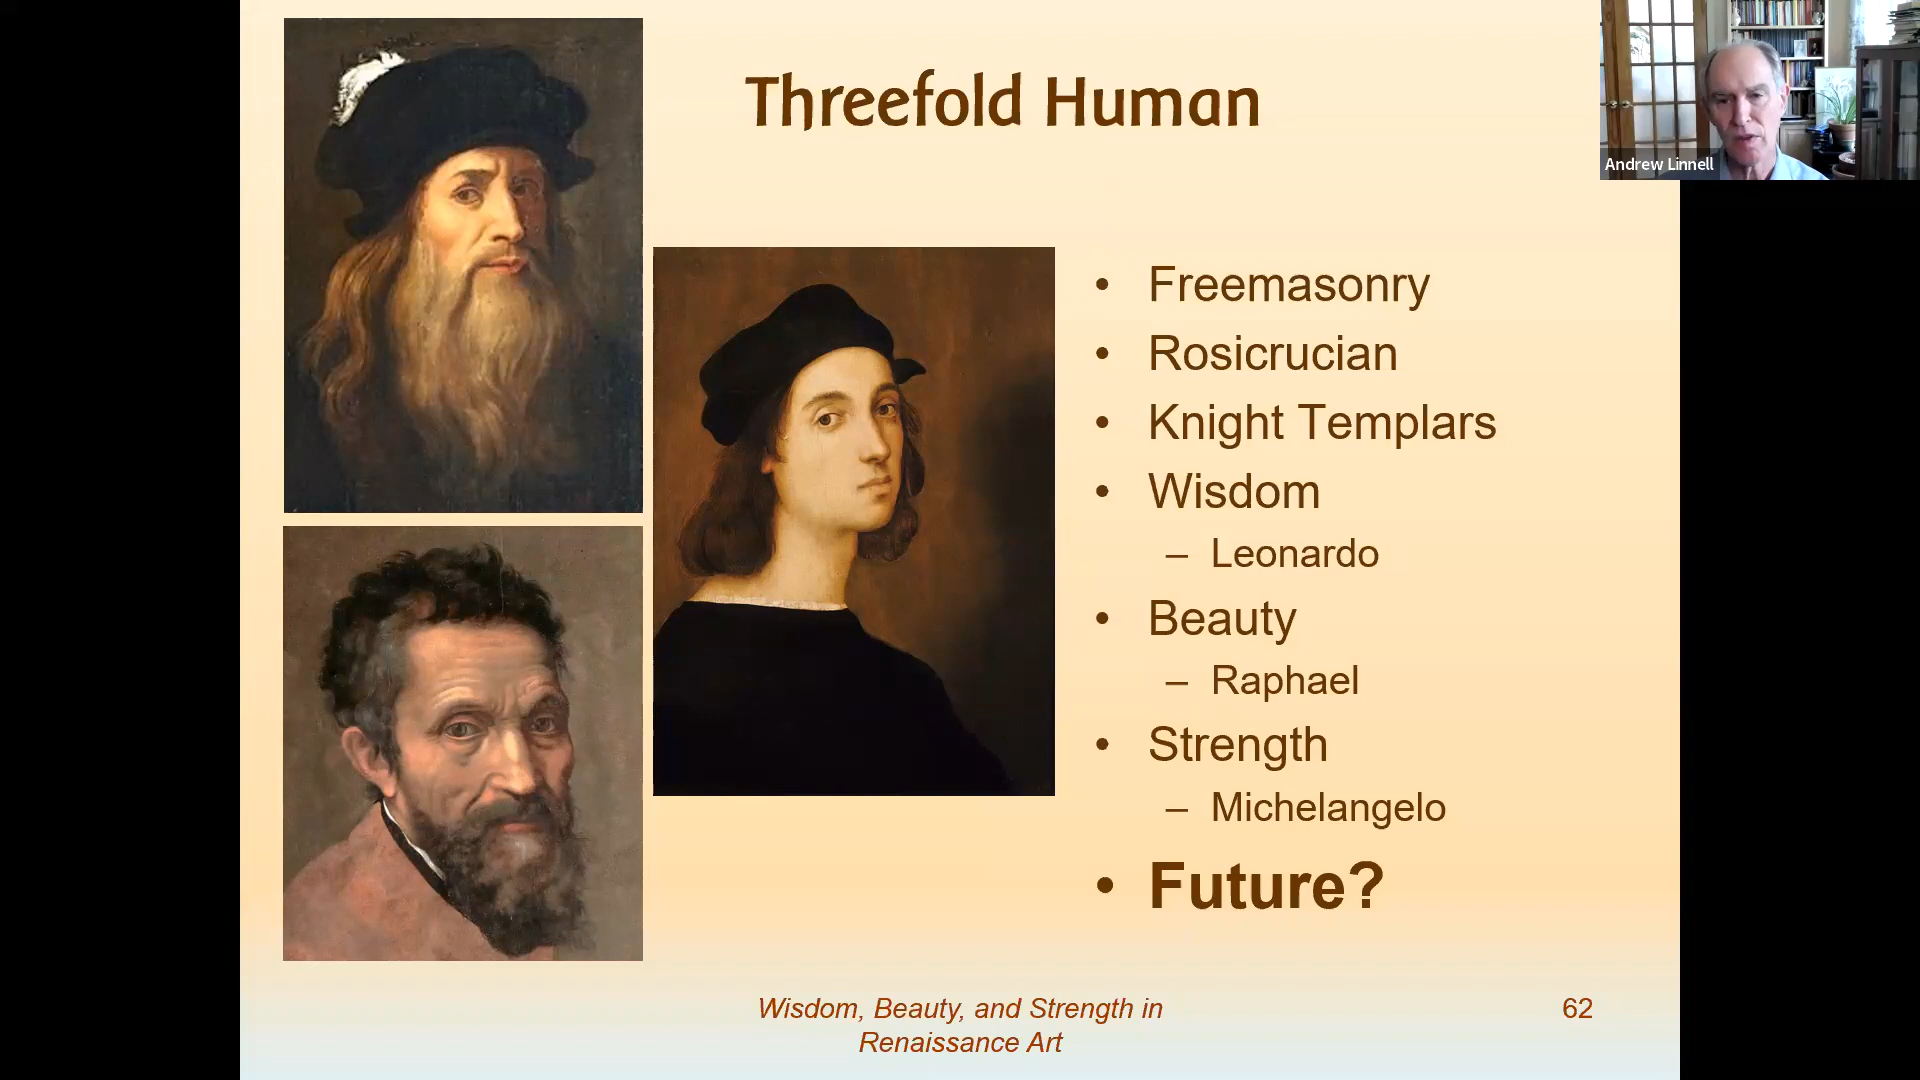 Threefold Human
Andrew Linnell
• Freemasonry
• Rosicrucian
• Knight Templars
• Wisdom
– Leonardo
• Beauty
– Raphael
• Strength
– Michelangelo
• Future?
Wisdom, Beauty, and Strength in
Renaissance Art
62